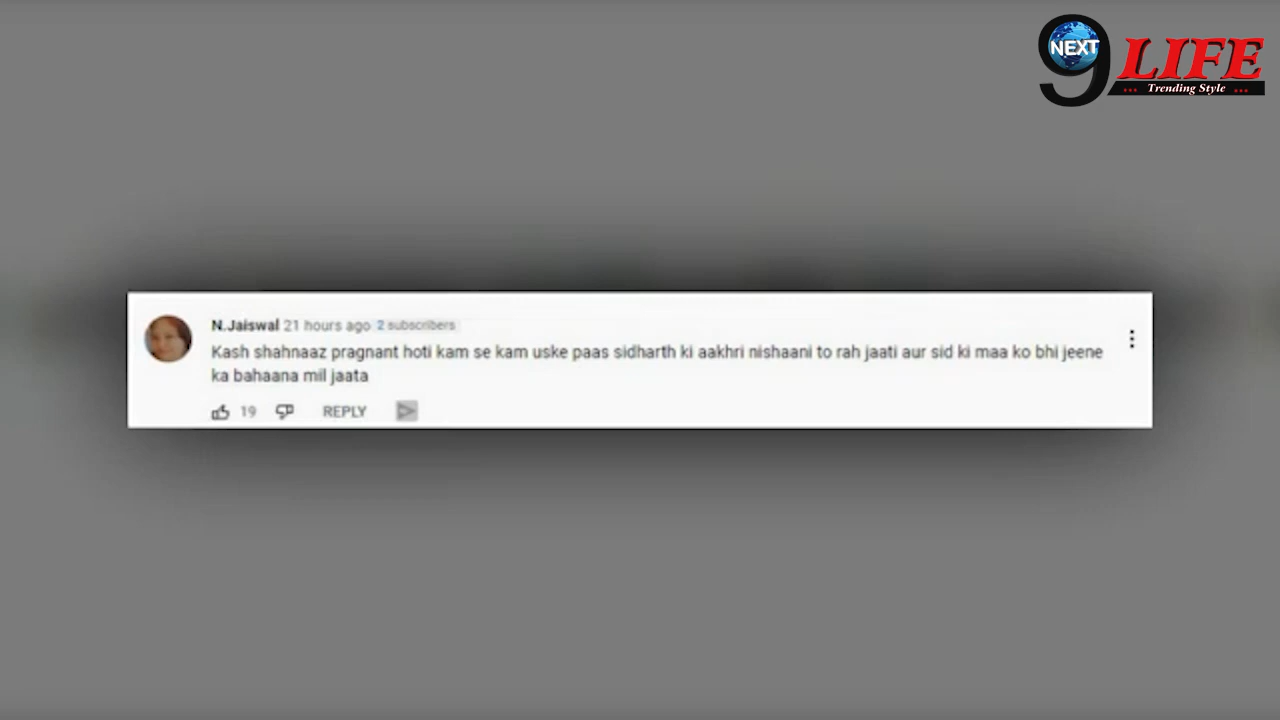 9 NEXT LIFE
... Trending Style ...
N.Jaiswal 21 hours ago 2 subscribers
Kash shahnaaz pragnant hoti kam se kam uske paas sidharth ki aakhri nishaani to rah jaati aur sid ki maa ko bhi jeene
ka bahaana mil jaata
19 REPLY